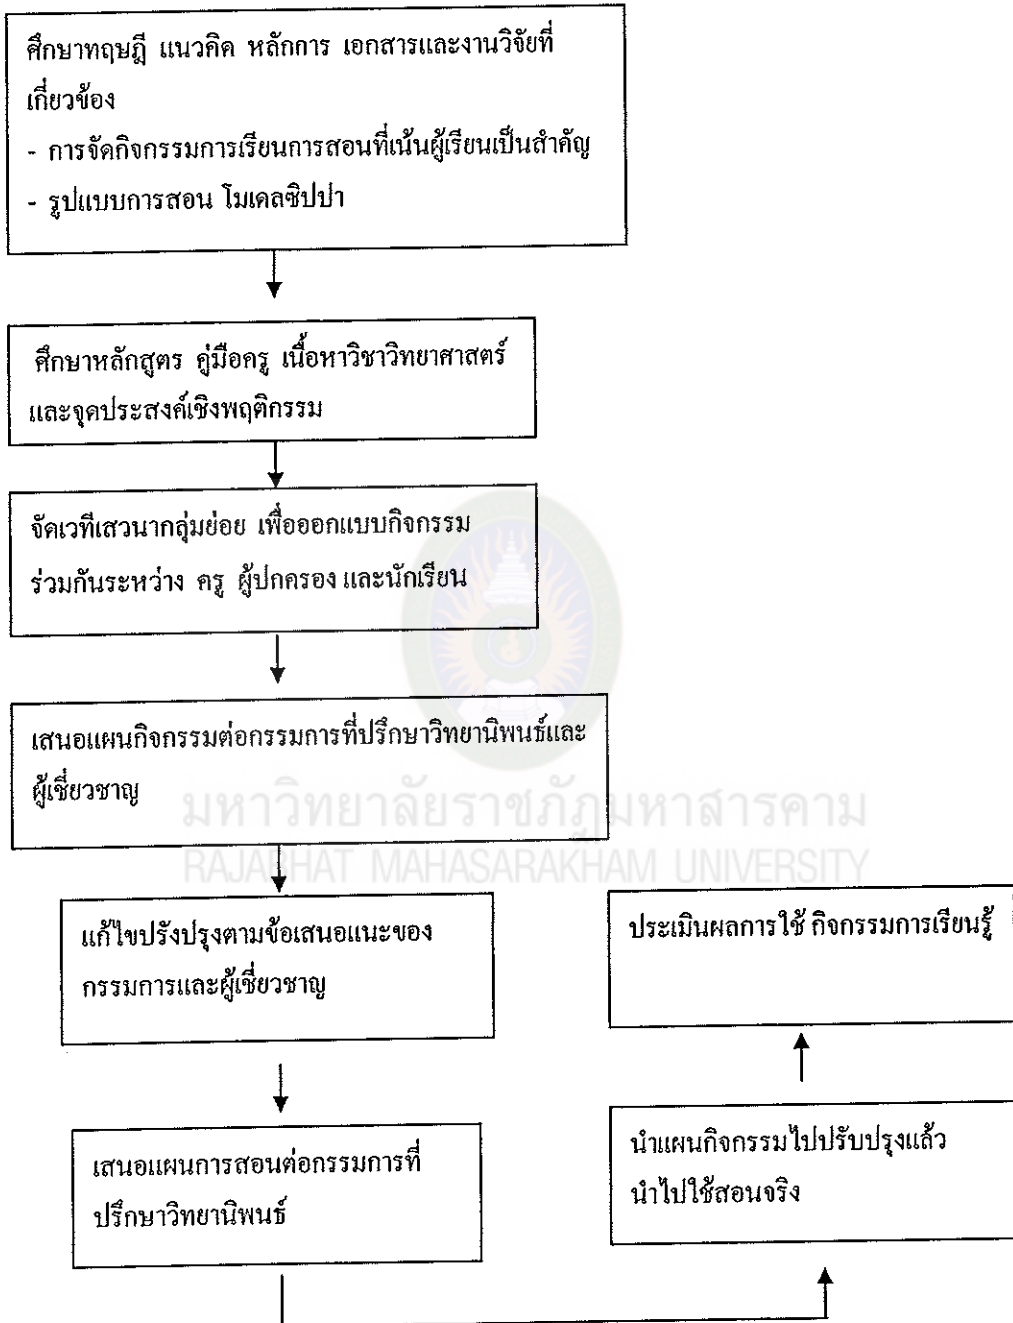 ศึกษาทฤษฎี แนวคิด หลักการ เอกสารและงานวิจัยที่
เกี่ยวข้อง
- การจัดกิจกรรมการเรียนการสอนที่เน้นผู้เรียนเป็นสำคัญ
- รูปแบบการสอน โมเดลซิปปา
ศึกษาหลักสูตร คู่มือครู เนื้อหาวิชาวิทยาศาสตร์
และจุดประสงค์เชิงพฤติกรรม
จัดเวทีเสวนากลุ่มย่อย เพื่อออกแบบกิจกรรม
ร่วมกันระหว่าง ครู ผู้ปกครอง และนักเรียน
เสนอแผนกิจกรรมต่อกรรมการที่ปรึกษาวิทยานิพนธ์และ
ผู้เชี่ยวชาญ
มหาวิทยาลัยราชภัฏมหาสารคาม
RAJABHAT MAHASARAKHAM UNIVERSITY
แก้ไขปรังปรุงตามข้อเสนอแนะของ
กรรมการและผู้เชี่ยวชาญ
เสนอแผนการสอนต่อกรรมการที่
ปรึกษาวิทยานิพนธ์
นำแผนกิจกรรมไปปรับปรุงแล้ว
นำไปใช้สอนจริง
ประเมินผลการใช้ กิจกรรมการเรียนรู้